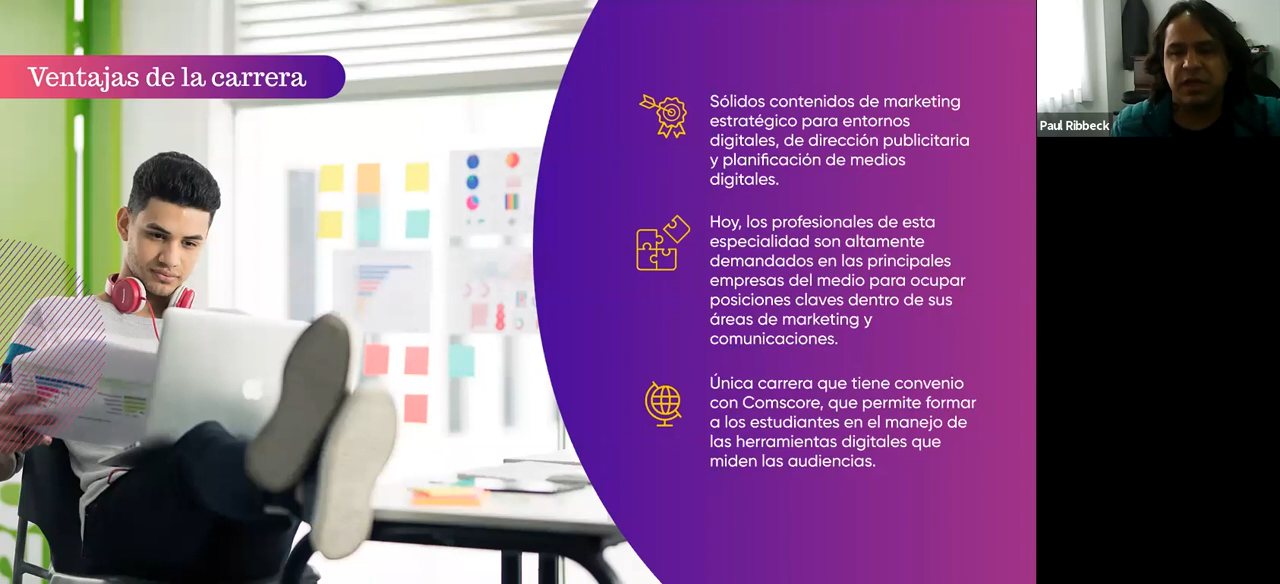 Ventajas de la carrera
Sólidos contenidos de marketing
estratégico para entornos
digitales, de dirección publicitaria
y planificación de medios
digitales.
Hoy, los profesionales de esta
especialidad son altamente
demandados en las principales
empresas del medio para ocupar
posiciones claves dentro de sus
áreas de marketing y
comunicaciones.
Única carrera que tiene convenio
con Comscore, que permite formar
a los estudiantes en el manejo de
las herramientas digitales que
miden las audiencias.
Paul Ribbeck